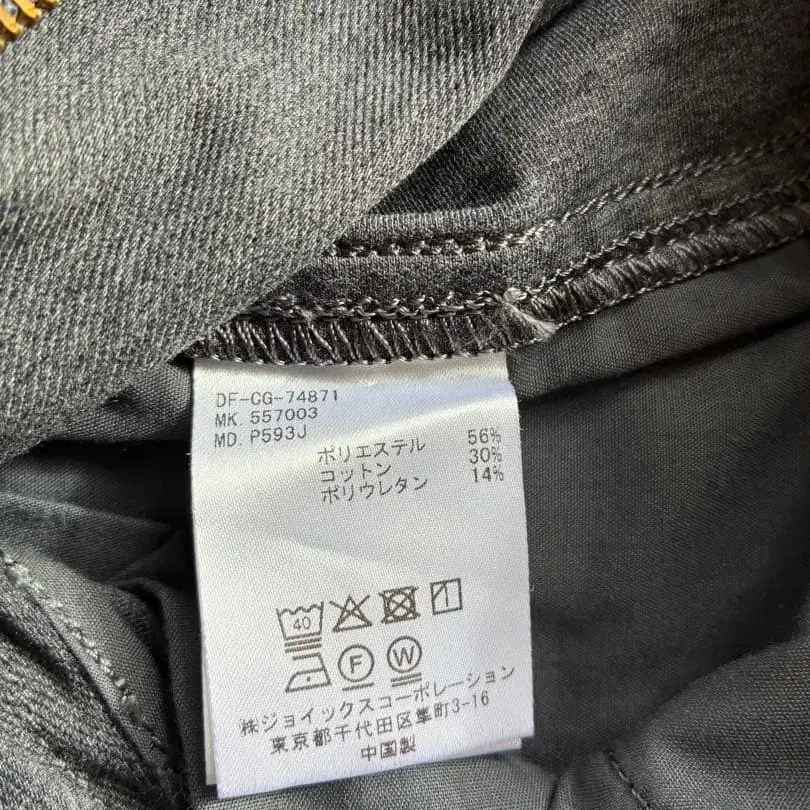 DF-CG-74871
MK. 557003
MD. P593J
ポリエステル 56%
コットン 30%
ポリウレタン 14%
40
F W
㈱ジョイックスコーポレーション
東京都千代田区隼町3-16
中国製